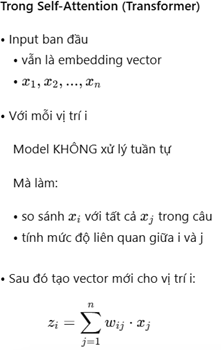 Trong Self-Attention (Transformer)
• Input ban đầu
• vẫn là embedding vector
• x₁, x₂, ..., xₙ
• Với mỗi vị trí i
Model KHÔNG xử lý tuần tự
Mà làm:
• so sánh xᵢ với tất cả xⱼ trong câu
• tính mức độ liên quan giữa i và j
• Sau đó tạo vector mới cho vị trí i:
zᵢ = ∑ⱼ₌₁ⁿ wᵢⱼ · xⱼ